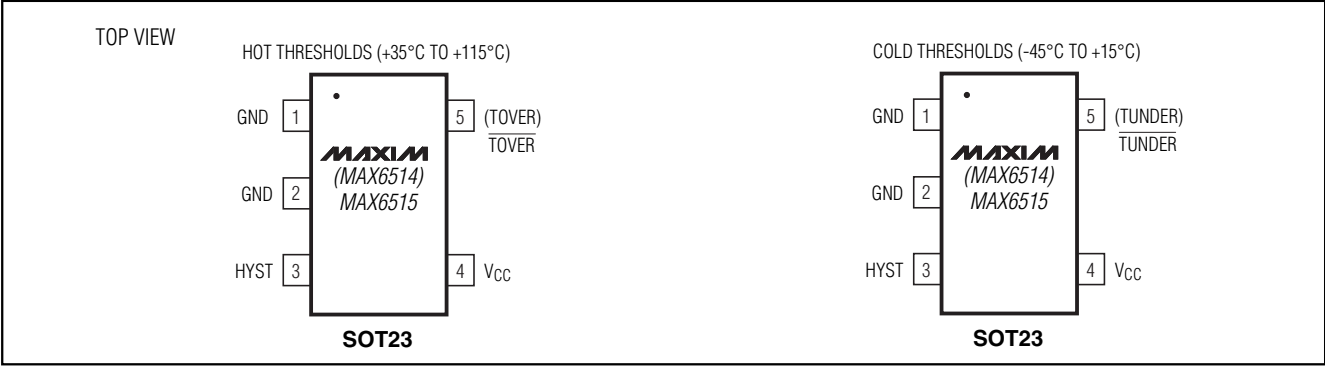 TOP VIEW
HOT THRESHOLDS (+35°C TO +115°C)
GND 1
5 (TOVER)
TOVER
MAXIM
(MAX6514)
MAX6515
GND 2
HYST 3
4 VCC
SOT23
COLD THRESHOLDS (-45°C TO +15°C)
GND 1
5 (TUNDER)
TUNDER
MAXIM
(MAX6514)
MAX6515
GND 2
HYST 3
4 VCC
SOT23